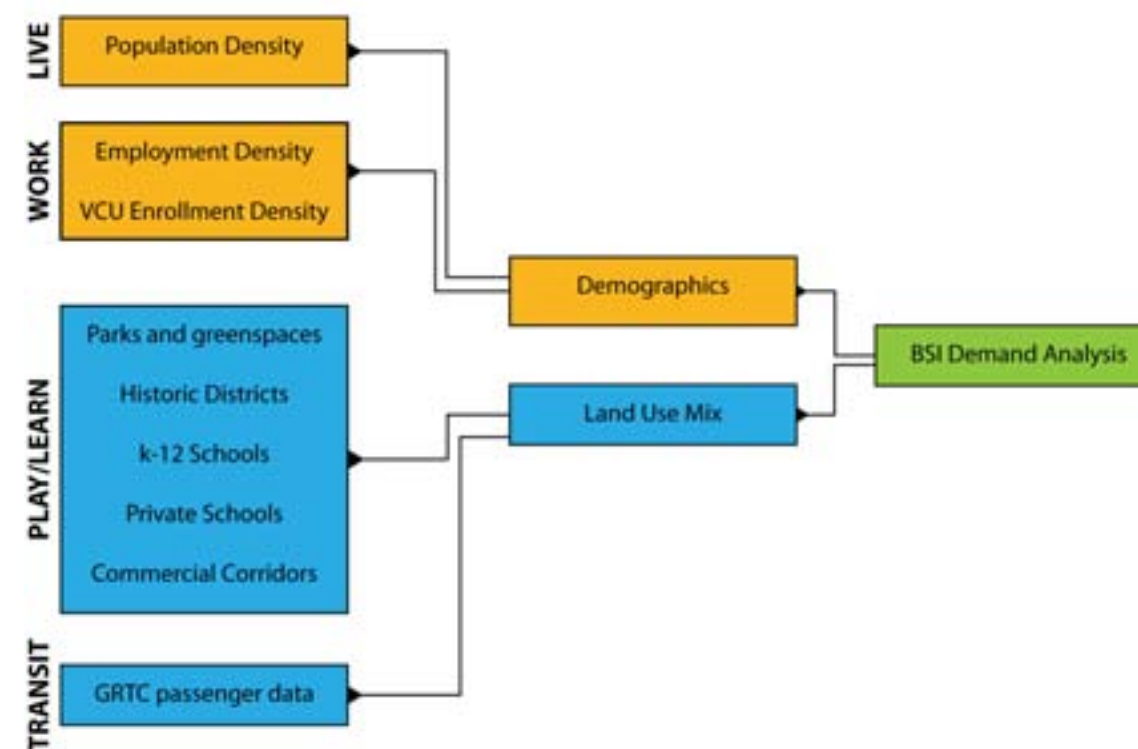 LIVE
Population Density
WORK
Employment Density
VCU Enrollment Density
Demographics
BSI Demand Analysis
PLAY/LEARN
Parks and greenspaces
Historic Districts
k-12 Schools
Private Schools
Commercial Corridors
Land Use Mix
TRANSIT
GRTC passenger data